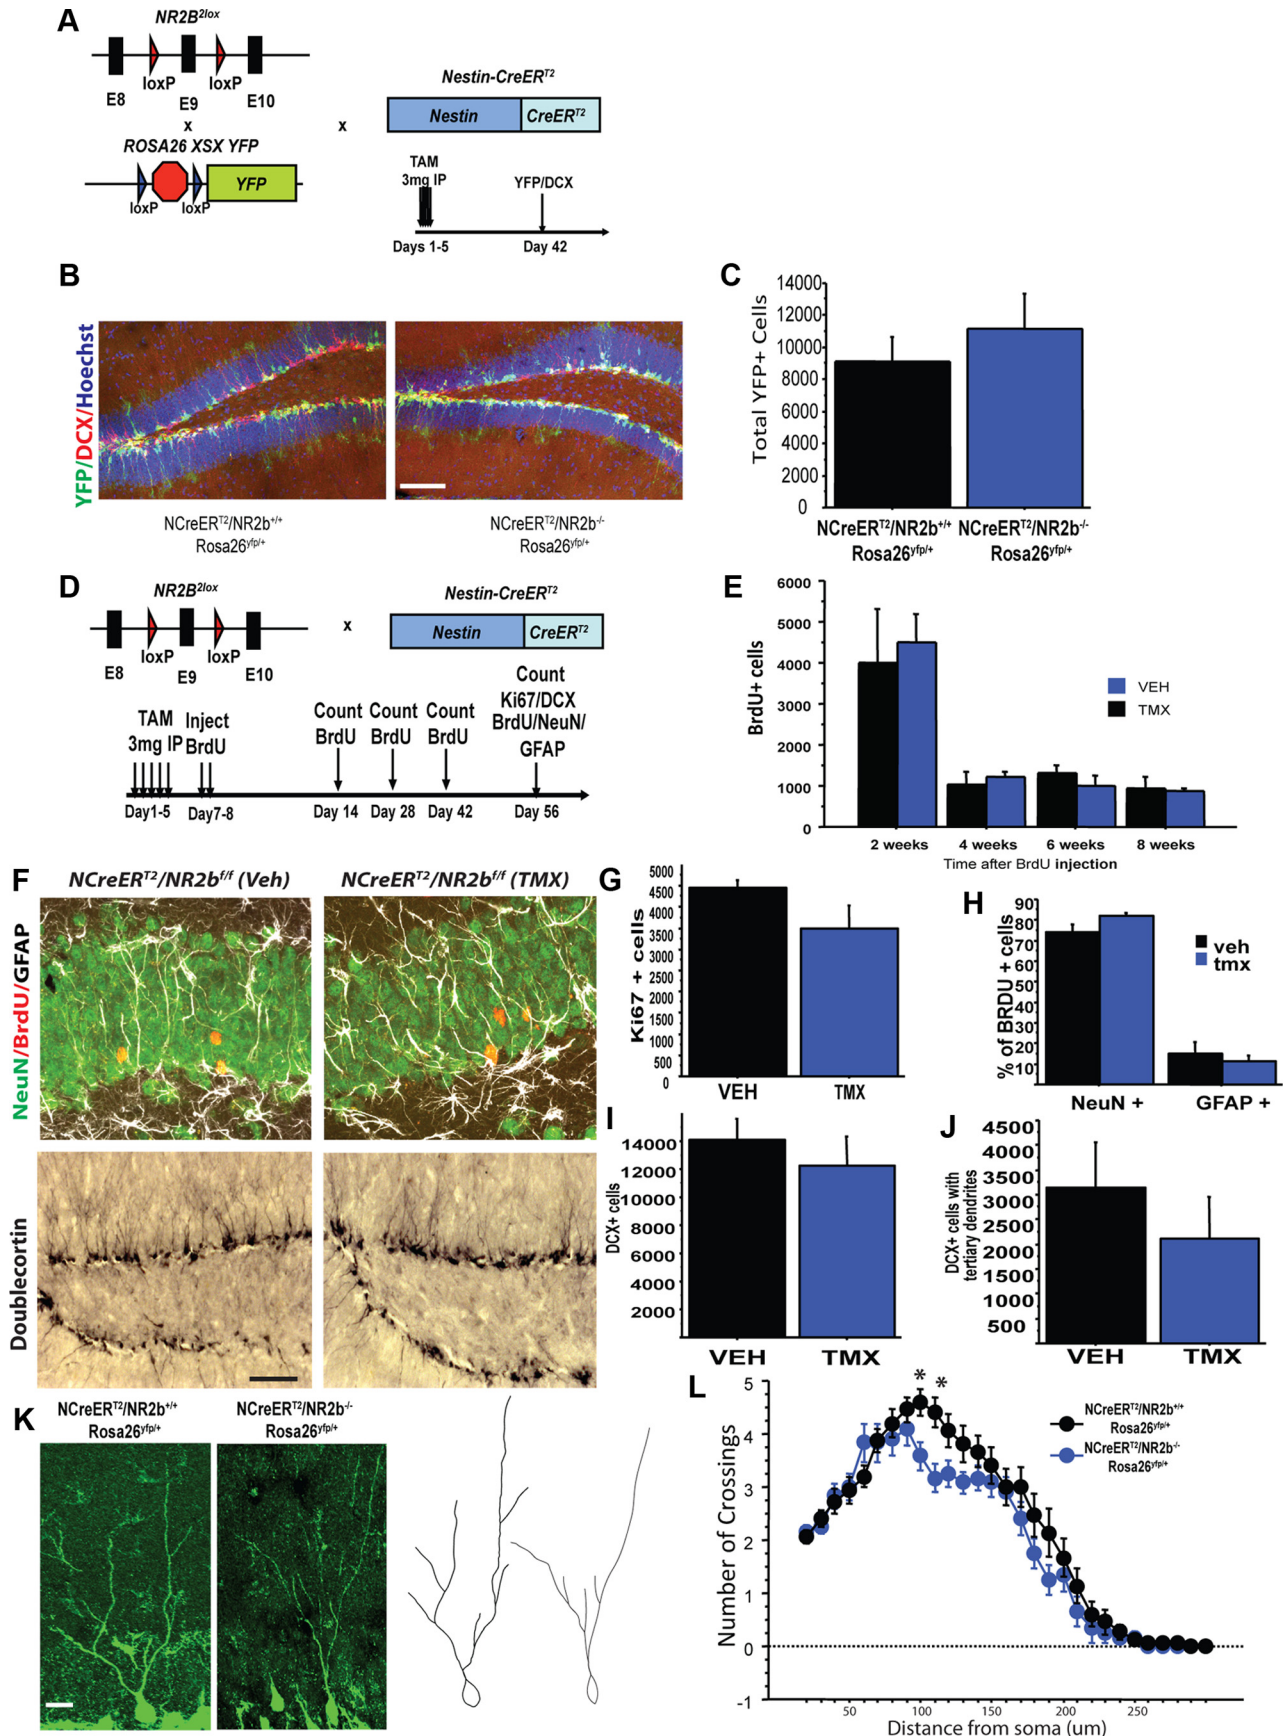 A
NR2B2lox
loxP
loxP
E8
E9
E10
x
x
ROSA26 XSX YFP
YFP
loxP
loxP
Nestin-CreERT2
Nestin
CreERT2
TAM
3mg IP
YFP/DCX
Days 1-5
Day 42
B
YFP/DCX/Hoechst
NCreERT2/NR2b+/+
Rosa26yfp/+
NCreERT2/NR2b-/-
Rosa26yfp/+
C
Total YFP+ Cells
14000
12000
10000
8000
6000
4000
2000
0
NCreERT2/NR2b+/+
Rosa26yfp/+
NCreERT2/NR2b-/-
Rosa26yfp/+
D
NR2B2lox
loxP
loxP
E8
E9
E10
x
Nestin-CreERT2
Nestin
CreERT2
TAM
3mg IP
Inject
BrdU
Count
BrdU
Count
BrdU
Count
BrdU
Count
Ki67/DCX
BrdU/NeuN/
GFAP
Day1-5
Day7-8
Day 14
Day 28
Day 42
Day 56
E
BrdU+ cells
6000
5000
4000
3000
2000
1000
0
VEH
TMX
2 weeks
4 weeks
6 weeks
8 weeks
Time after BrdU injection
F
NCreERT2/NR2bf/f (Veh)
NCreERT2/NR2bf/f (TMX)
NeuN/BrdU/GFAP
Doublecortin
G
Ki67 + cells
5000
4500
4000
3500
3000
2500
2000
1500
1000
500
0
VEH
TMX
H
% of BRDU + cells
90
80
70
60
50
40
30
20
10
veh
tmx
NeuN +
GFAP +
I
DCX+ cells
14000
12000
10000
8000
6000
4000
2000
VEH
TMX
J
DCX+ cells with
tertiary dendrites
4500
4000
3500
3000
2500
2000
1500
1000
500
VEH
TMX
K
NCreERT2/NR2b+/+
Rosa26yfp/+
NCreERT2/NR2b-/-
Rosa26yfp/+
L
Number of Crossings
5
4
3
2
1
0
-1
* *
NCreERT2/NR2b+/+
Rosa26yfp/+
NCreERT2/NR2b-/-
Rosa26yfp/+
50
100
150
200
250
Distance from soma (um)